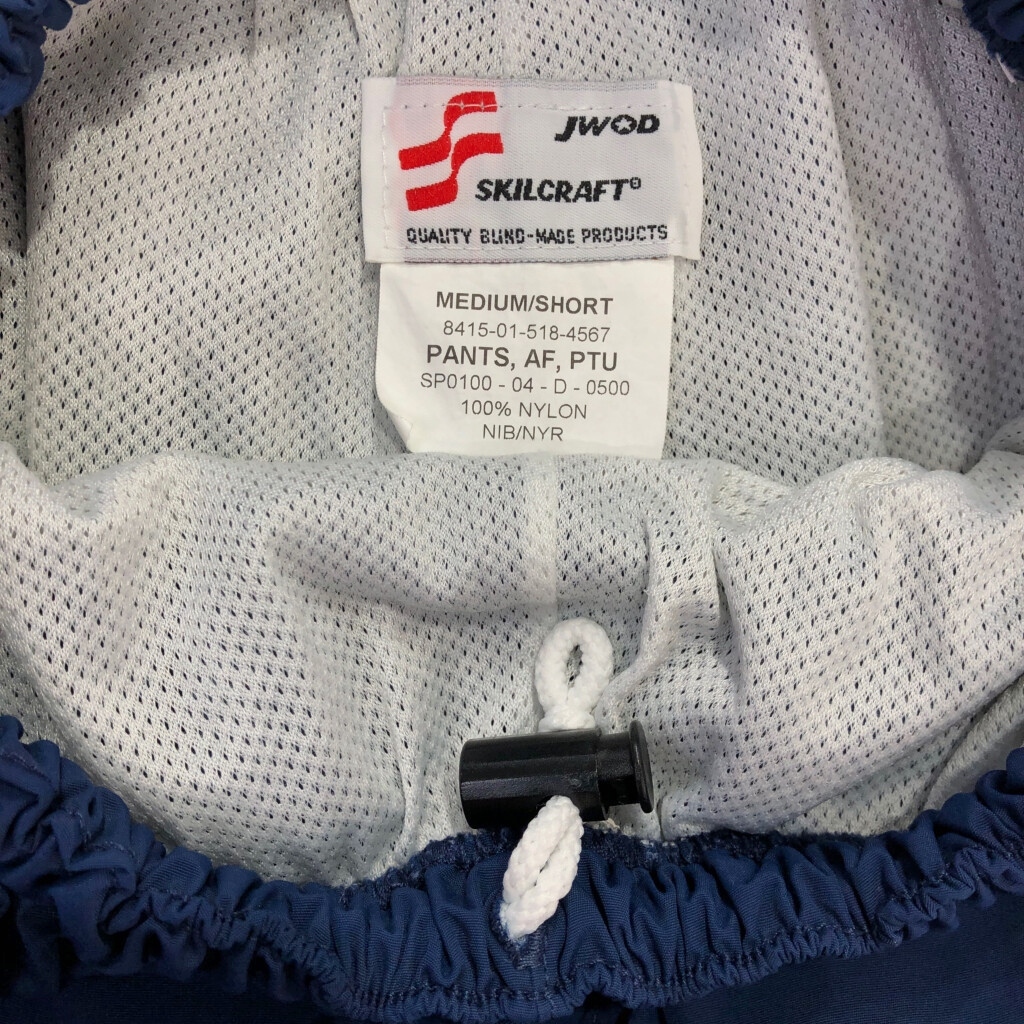 JWOD
SKILCRAFT®
QUALITY BLIND-MADE PRODUCTS
MEDIUM/SHORT
8415-01-518-4567
PANTS, AF, PTU
SP0100 - 04 - D - 0500
100% NYLON
NIB/NYR